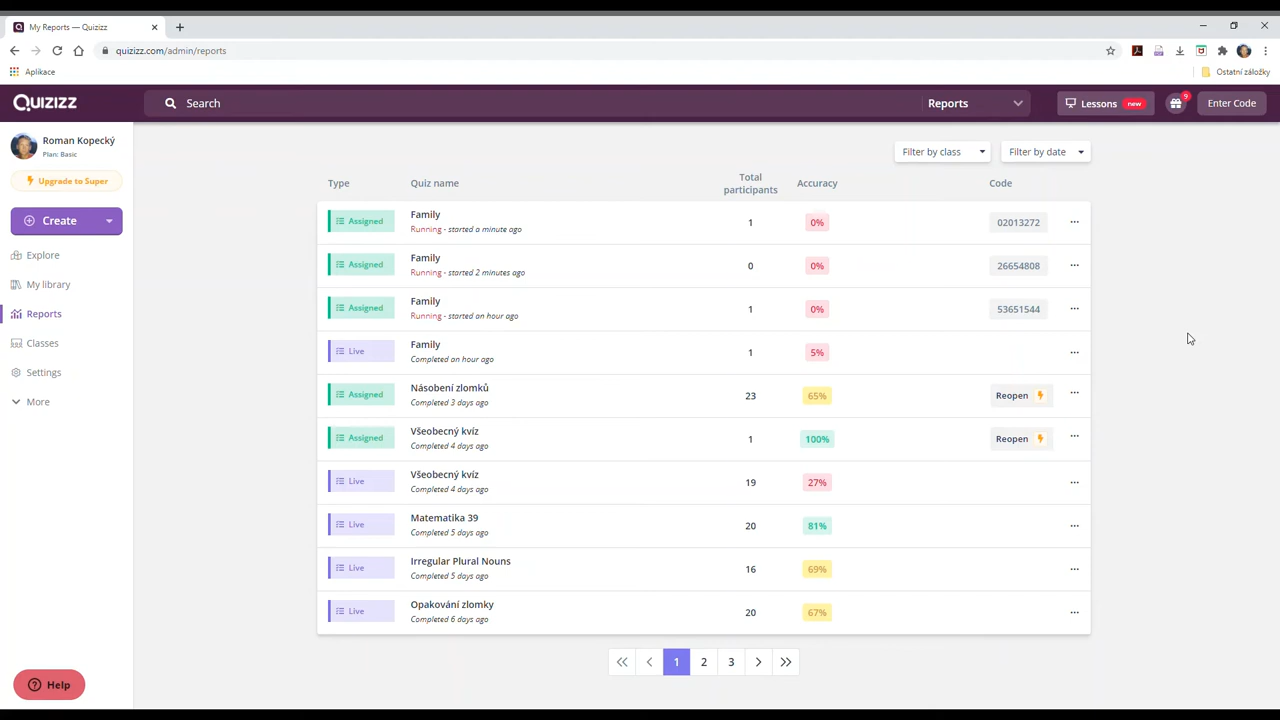 My Reports — Quizizz
quizizz.com/admin/reports
Aplikace
Ostatní záložky
QUIZIZZ
Search
Reports
Lessons new
9
Enter Code
Roman Kopecký
Plan: Basic
Upgrade to Super
Create
Explore
My library
Reports
Classes
Settings
More
Help
Filter by class
Filter by date
Type Quiz name Total participants Accuracy Code
Assigned Family 1 0% 02013272
Running - started a minute ago
Assigned Family 0 0% 26654808
Running - started 2 minutes ago
Assigned Family 1 0% 53651544
Running - started an hour ago
Live Family 1 5%
Completed an hour ago
Assigned Násobení zlomků 23 65% Reopen
Completed 3 days ago
Assigned Všeobecný kvíz 1 100% Reopen
Completed 4 days ago
Live Všeobecný kvíz 19 27%
Completed 4 days ago
Live Matematika 39 20 81%
Completed 5 days ago
Live Irregular Plural Nouns 16 69%
Completed 5 days ago
Live Opakování zlomky 20 67%
Completed 6 days ago
1 2 3